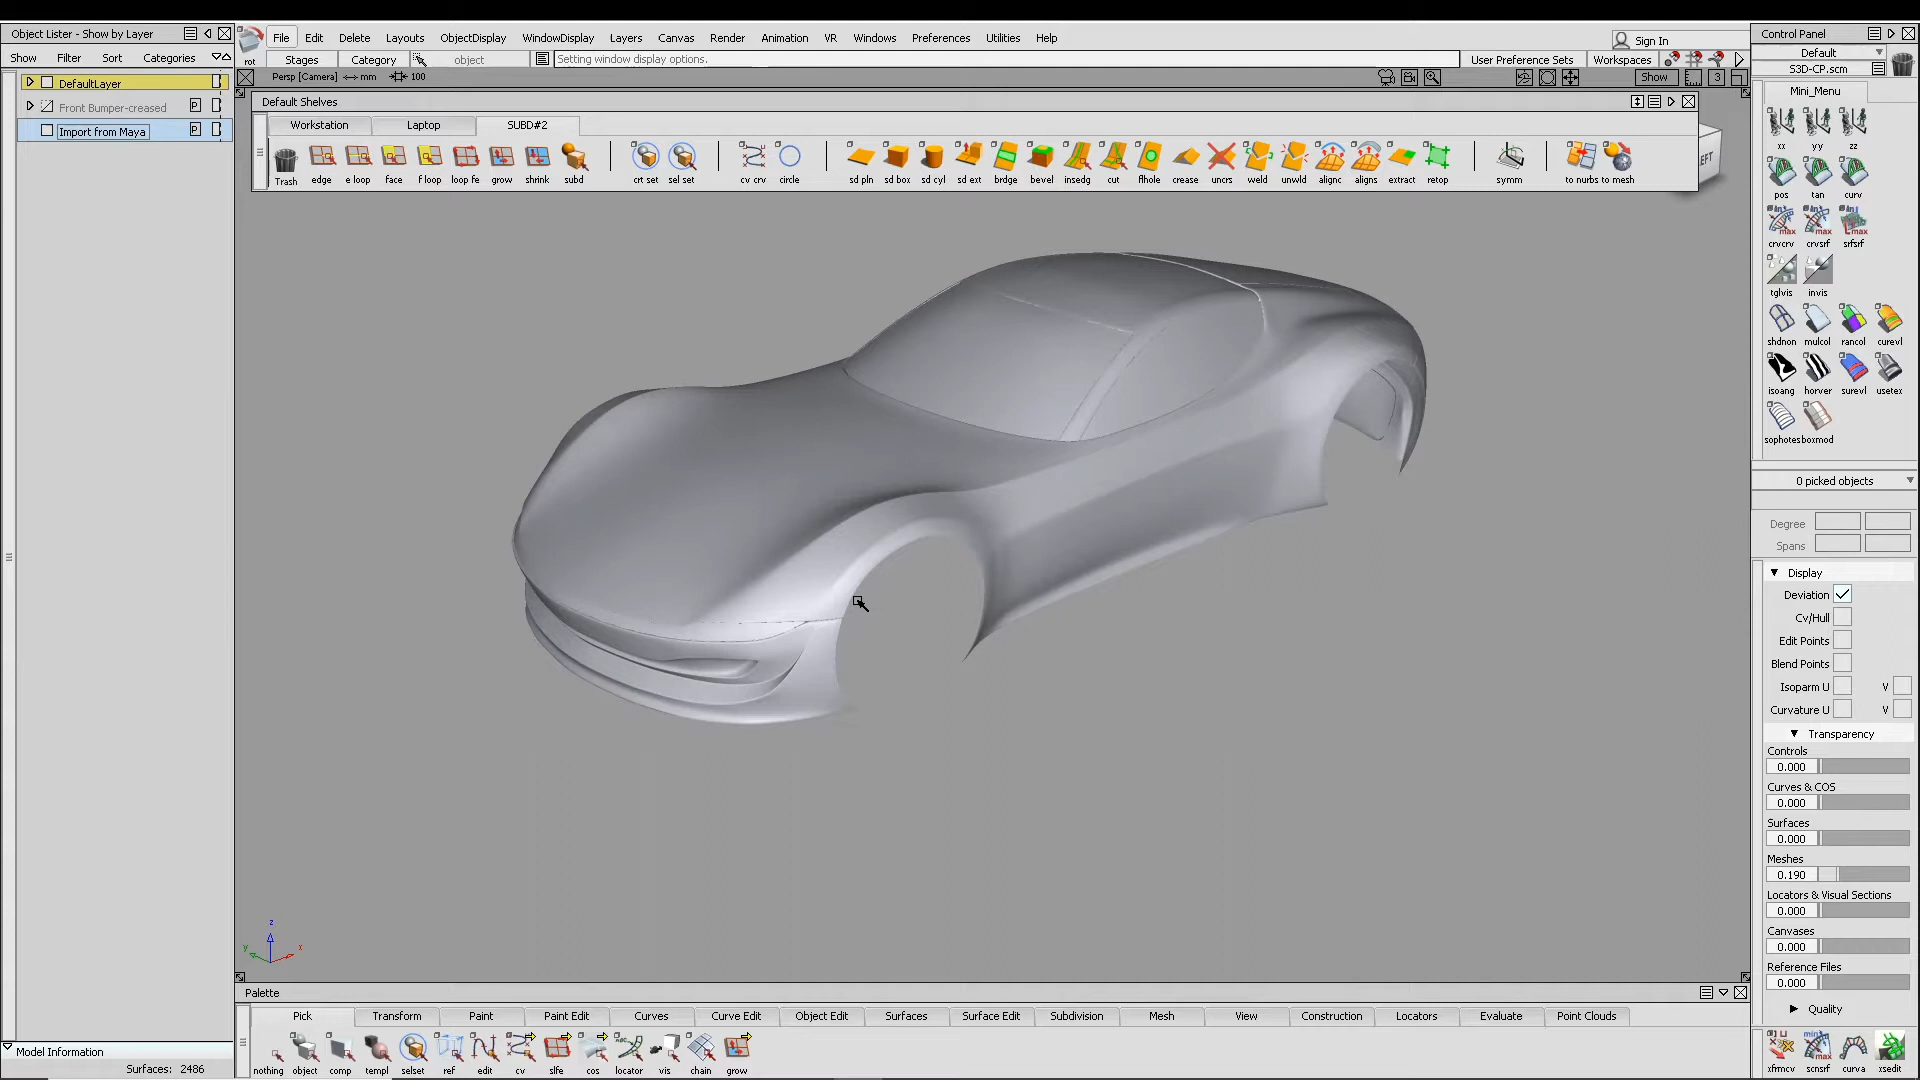 Object Lister - Show by Layer
Show Filter Sort Categories
DefaultLayer
Front Bumper-creased P
Import from Maya P
Model Information
Surfaces: 2486
rot
File Edit Delete Layouts ObjectDisplay WindowDisplay Layers Canvas Render Animation VR Windows Preferences Utilities Help
Sign In
Stages Category object Setting window display options. User Preference Sets Workspaces
Persp [Camera] mm 100 Show 3
Default Shelves
Workstation Laptop SUBD#2
Trash edge e loop face f loop loop fe grow shrink subd crt set sel set cv crv circle sd pln sd box sd cyl sd ext brdge bevel insedg cut flhole crease uncrs weld unwld alignc aligns extract retop symm to nurbs to mesh
z
y x
Palette
Pick Transform Paint Paint Edit Curves Curve Edit Object Edit Surfaces Surface Edit Subdivision Mesh View Construction Locators Evaluate Point Clouds
nothing object comp templ selset ref edit cv slfe cos locator vis chain grow
Control Panel
Default
S3D-CP.scm
Mini_Menu
xx yy zz
pos tan curv
crvcrv crvsrf srfsrf
tglvis invis
shdnon mulcol rancol curevl
isoang horver surevl usetex
sophotes boxmod
0 picked objects
Degree
Spans
Display
Deviation
Cv/Hull
Edit Points
Blend Points
Isoparm U V
Curvature U V
Transparency
Controls
0.000
Curves & COS
0.000
Surfaces
0.000
Meshes
0.190
Locators & Visual Sections
0.000
Canvases
0.000
Reference Files
0.000
Quality
xfrmcv scnsrf curva xsedit